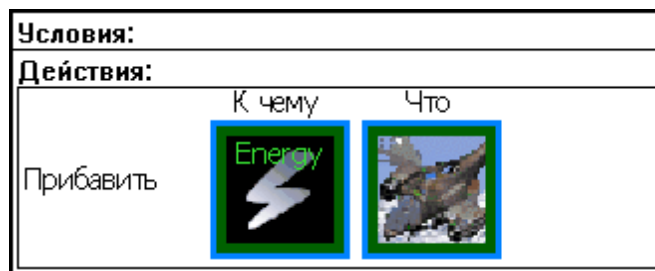 Условия:
Действия:
К чему Что
Energy
Прибавить